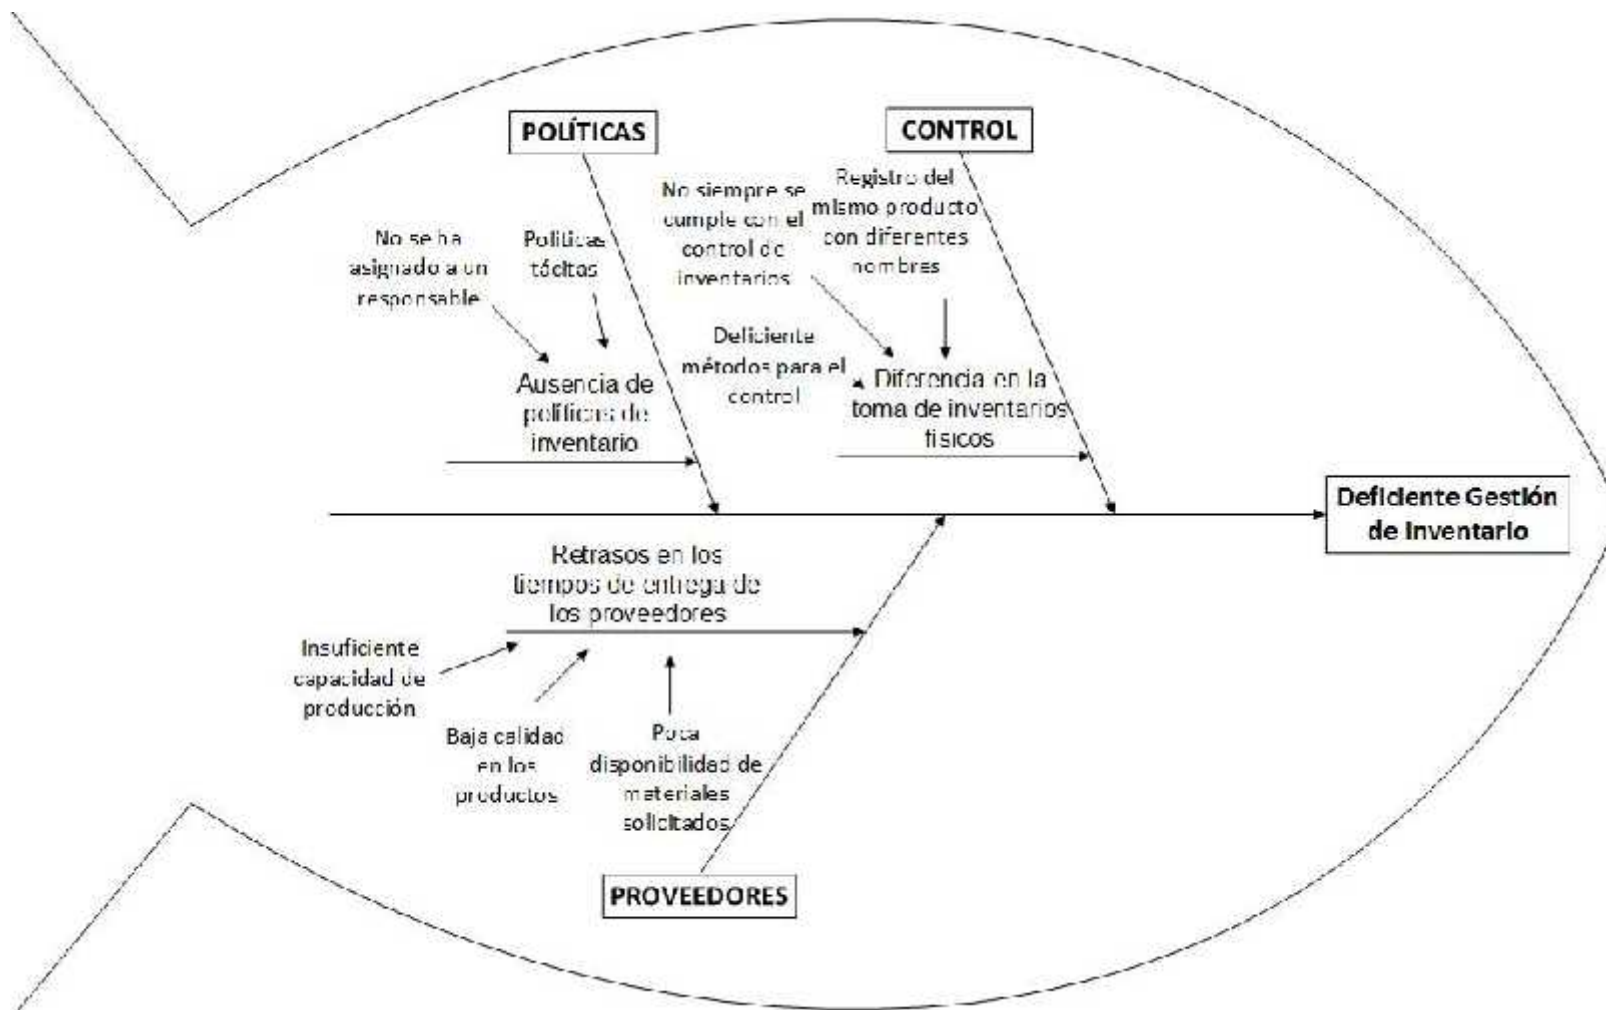 POLÍTICAS
No se ha
asignado a un
responsable
Políticas
tácitas
Ausencia de
políticas de
inventario
CONTROL
No siempre se
cumple con el
control de
inventarios
Registro del
mismo producto
con diferentes
nombres
Deficiente
métodos para el
control
Diferencia en la
toma de inventarios
físicos
Deficiente Gestión
de Inventario
Retrasos en los
tiempos de entrega de
los proveedores
Insuficiente
capacidad de
producción
Baja calidad
en los
productos
Poca
disponibilidad de
materiales
solicitados
PROVEEDORES